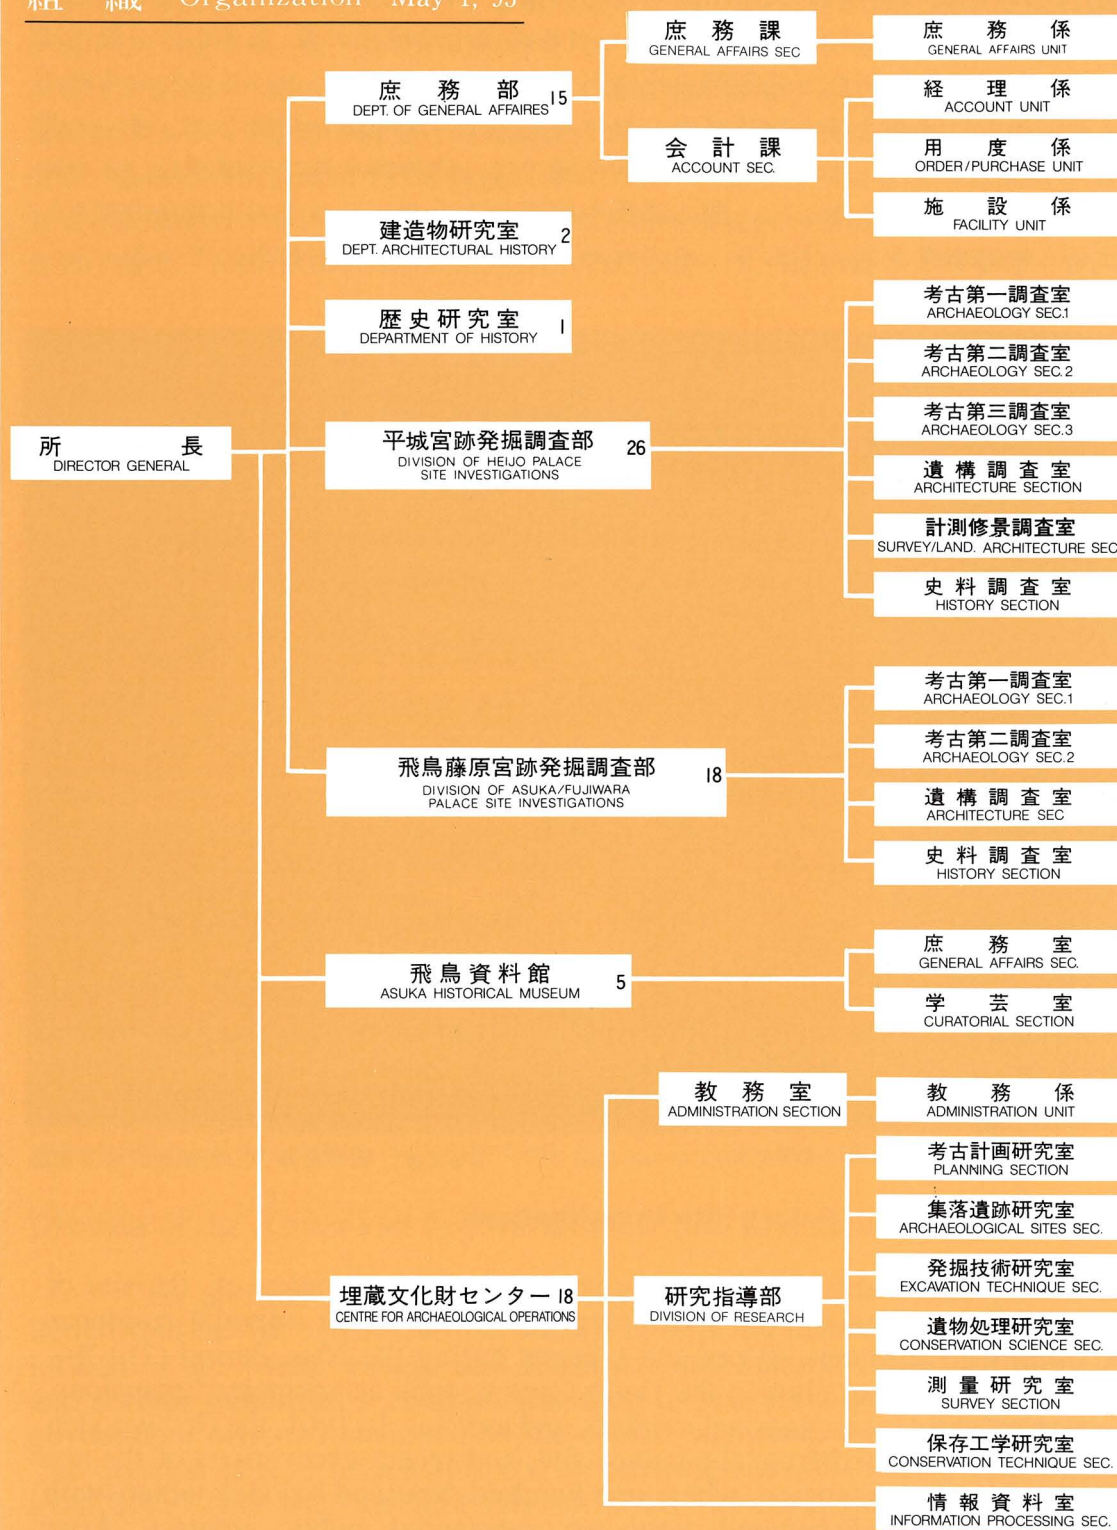 組 織 Organization May 1, '93
庶務課
GENERAL AFFAIRS SEC
庶務係
GENERAL AFFAIRS UNIT
庶務部 15
DEPT. OF GENERAL AFFAIRES
経理係
ACCOUNT UNIT
会計課
ACCOUNT SEC.
用度係
ORDER/PURCHASE UNIT
施設係
FACILITY UNIT
建造物研究室 2
DEPT. ARCHITECTURAL HISTORY
歴史研究室 1
DEPARTMENT OF HISTORY
所長
DIRECTOR GENERAL
平城宮跡発掘調査部 26
DIVISION OF HEIJO PALACE
SITE INVESTIGATIONS
考古第一調査室
ARCHAEOLOGY SEC.1
考古第二調査室
ARCHAEOLOGY SEC.2
考古第三調査室
ARCHAEOLOGY SEC.3
遺構調査室
ARCHITECTURE SECTION
計測修景調査室
SURVEY/LAND. ARCHITECTURE SEC
史料調査室
HISTORY SECTION
飛鳥藤原宮跡発掘調査部 18
DIVISION OF ASUKA/FUJIWARA
PALACE SITE INVESTIGATIONS
考古第一調査室
ARCHAEOLOGY SEC.1
考古第二調査室
ARCHAEOLOGY SEC.2
遺構調査室
ARCHITECTURE SEC
史料調査室
HISTORY SECTION
飛鳥資料館 5
ASUKA HISTORICAL MUSEUM
庶務室
GENERAL AFFAIRS SEC.
学芸室
CURATORIAL SECTION
埋蔵文化財センター 18
CENTRE FOR ARCHAEOLOGICAL OPERATIONS
教務室
ADMINISTRATION SECTION
教務係
ADMINISTRATION UNIT
研究指導部
DIVISION OF RESEARCH
考古計画研究室
PLANNING SECTION
集落遺跡研究室
ARCHAEOLOGICAL SITES SEC.
発掘技術研究室
EXCAVATION TECHNIQUE SEC.
遺物処理研究室
CONSERVATION SCIENCE SEC.
測量研究室
SURVEY SECTION
保存工学研究室
CONSERVATION TECHNIQUE SEC.
情報資料室
INFORMATION PROCESSING SEC.